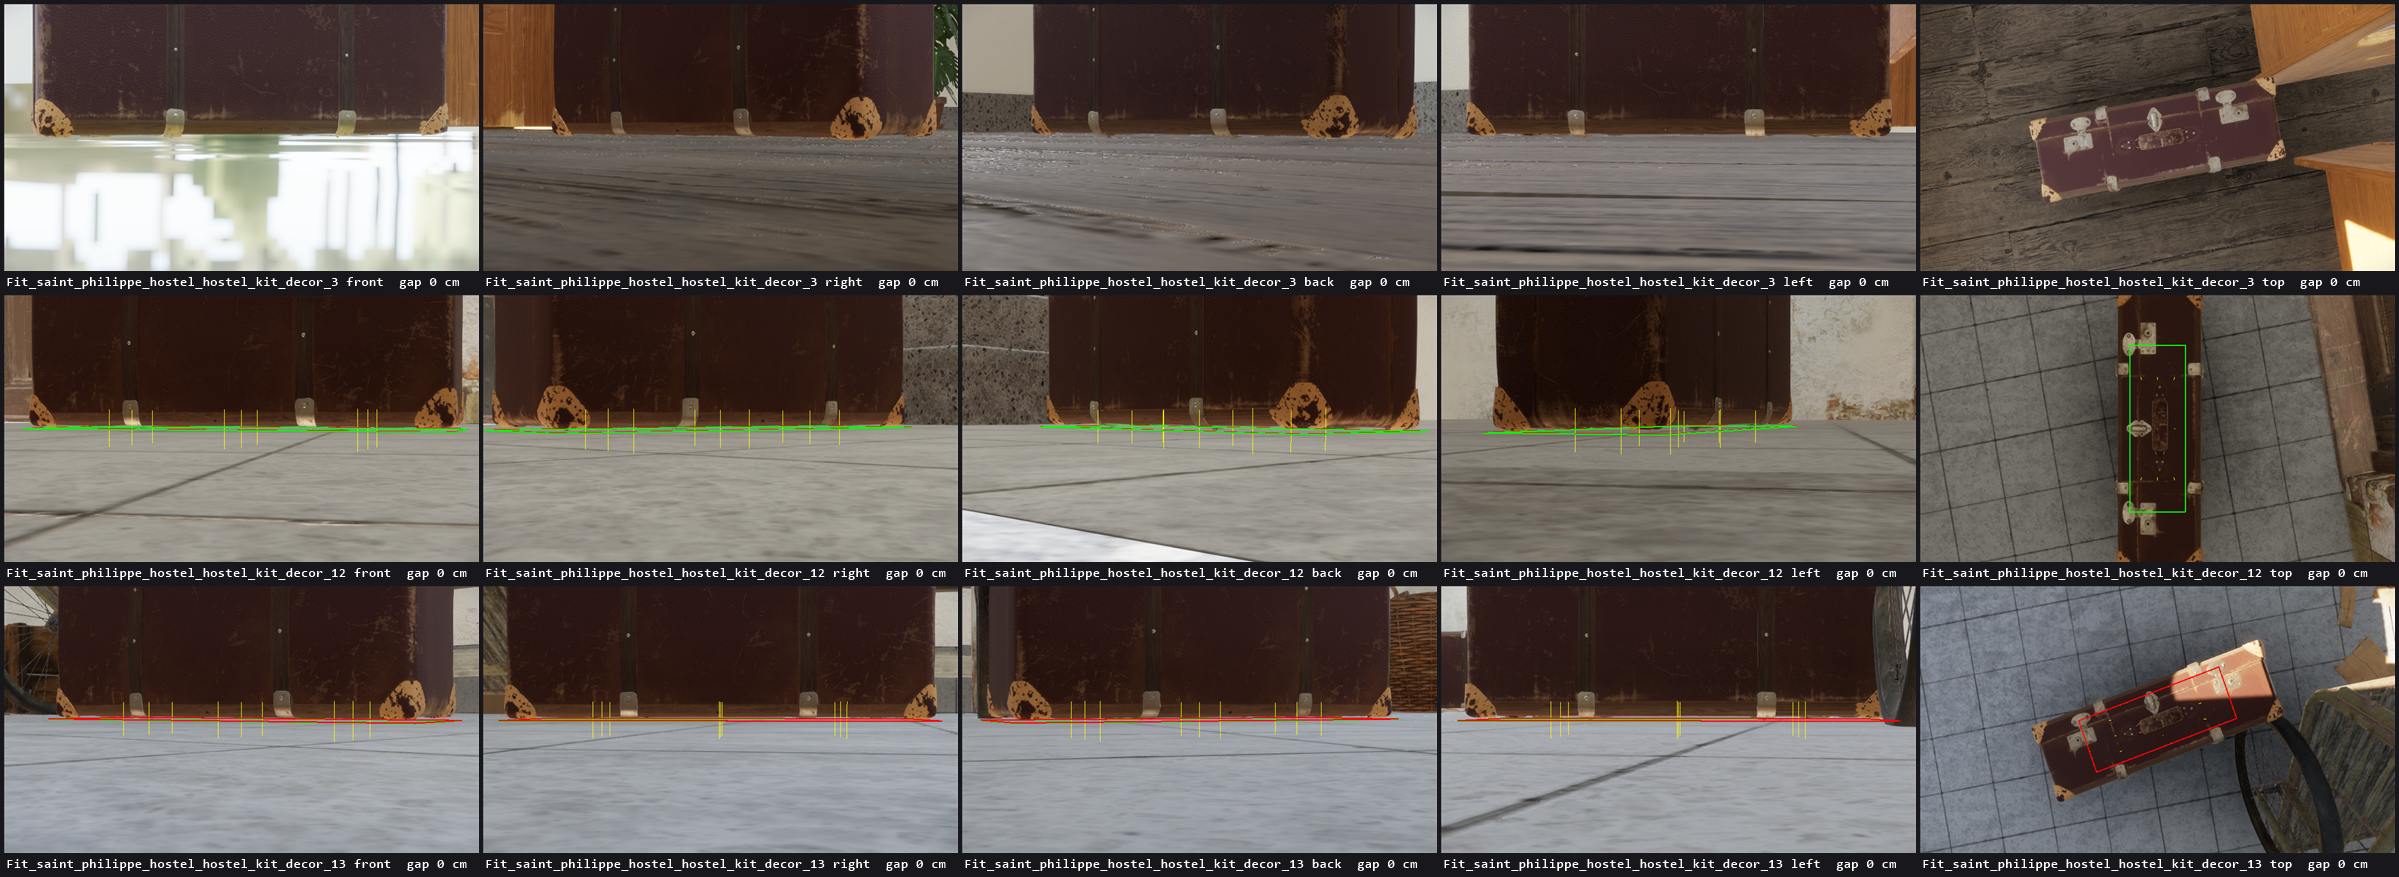 Fit_saint_philippe_hostel_hostel_kit_decor_3 front  gap 0 cm
Fit_saint_philippe_hostel_hostel_kit_decor_3 right  gap 0 cm
Fit_saint_philippe_hostel_hostel_kit_decor_3 back  gap 0 cm
Fit_saint_philippe_hostel_hostel_kit_decor_3 left  gap 0 cm
Fit_saint_philippe_hostel_hostel_kit_decor_3 top  gap 0 cm
Fit_saint_philippe_hostel_hostel_kit_decor_12 front  gap 0 cm
Fit_saint_philippe_hostel_hostel_kit_decor_12 right  gap 0 cm
Fit_saint_philippe_hostel_hostel_kit_decor_12 back  gap 0 cm
Fit_saint_philippe_hostel_hostel_kit_decor_12 left  gap 0 cm
Fit_saint_philippe_hostel_hostel_kit_decor_12 top  gap 0 cm
Fit_saint_philippe_hostel_hostel_kit_decor_13 front  gap 0 cm
Fit_saint_philippe_hostel_hostel_kit_decor_13 right  gap 0 cm
Fit_saint_philippe_hostel_hostel_kit_decor_13 back  gap 0 cm
Fit_saint_philippe_hostel_hostel_kit_decor_13 left  gap 0 cm
Fit_saint_philippe_hostel_hostel_kit_decor_13 top  gap 0 cm